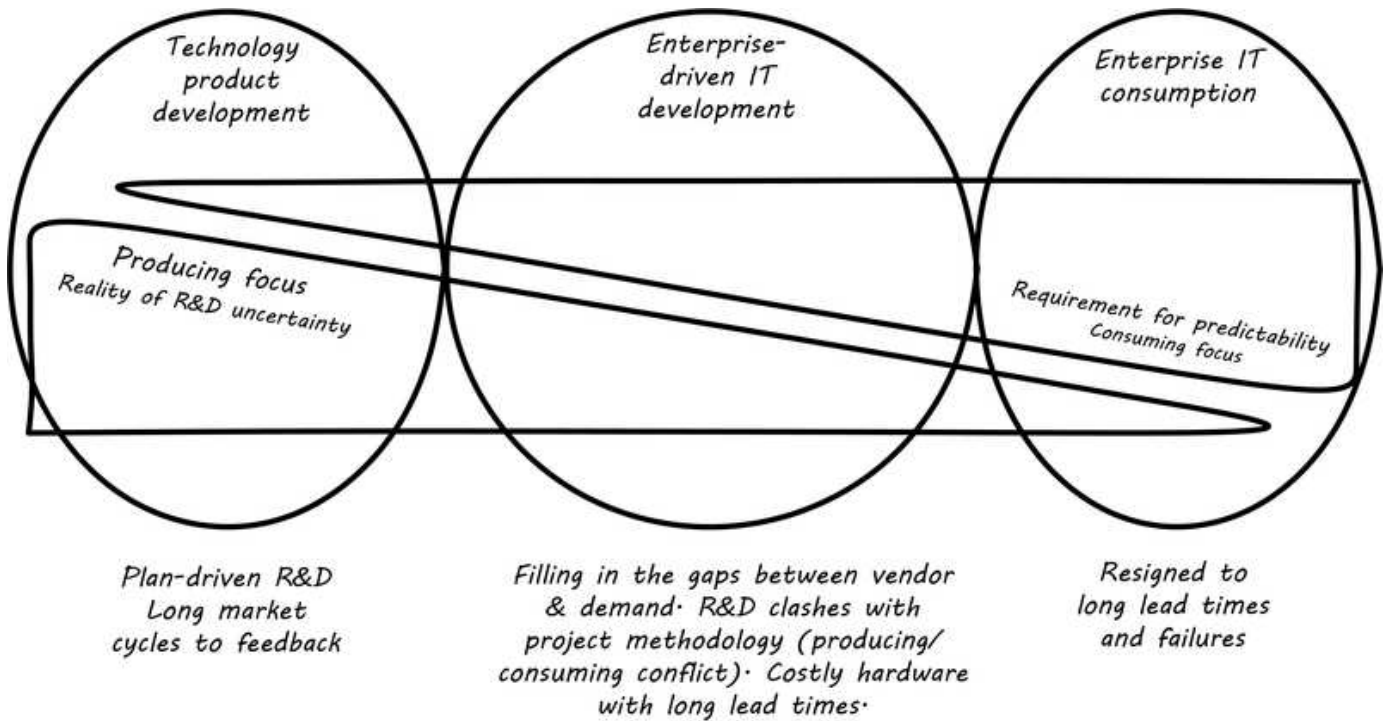 Technology
product
development
Enterprise-
driven IT
development
Enterprise IT
consumption
Producing focus
Reality of R&D uncertainty
Requirement for predictability
Consuming focus
Plan-driven R&D
Long market
cycles to feedback
Filling in the gaps between vendor
& demand. R&D clashes with
project methodology (producing/
consuming conflict). Costly hardware
with long lead times.
Resigned to
long lead times
and failures